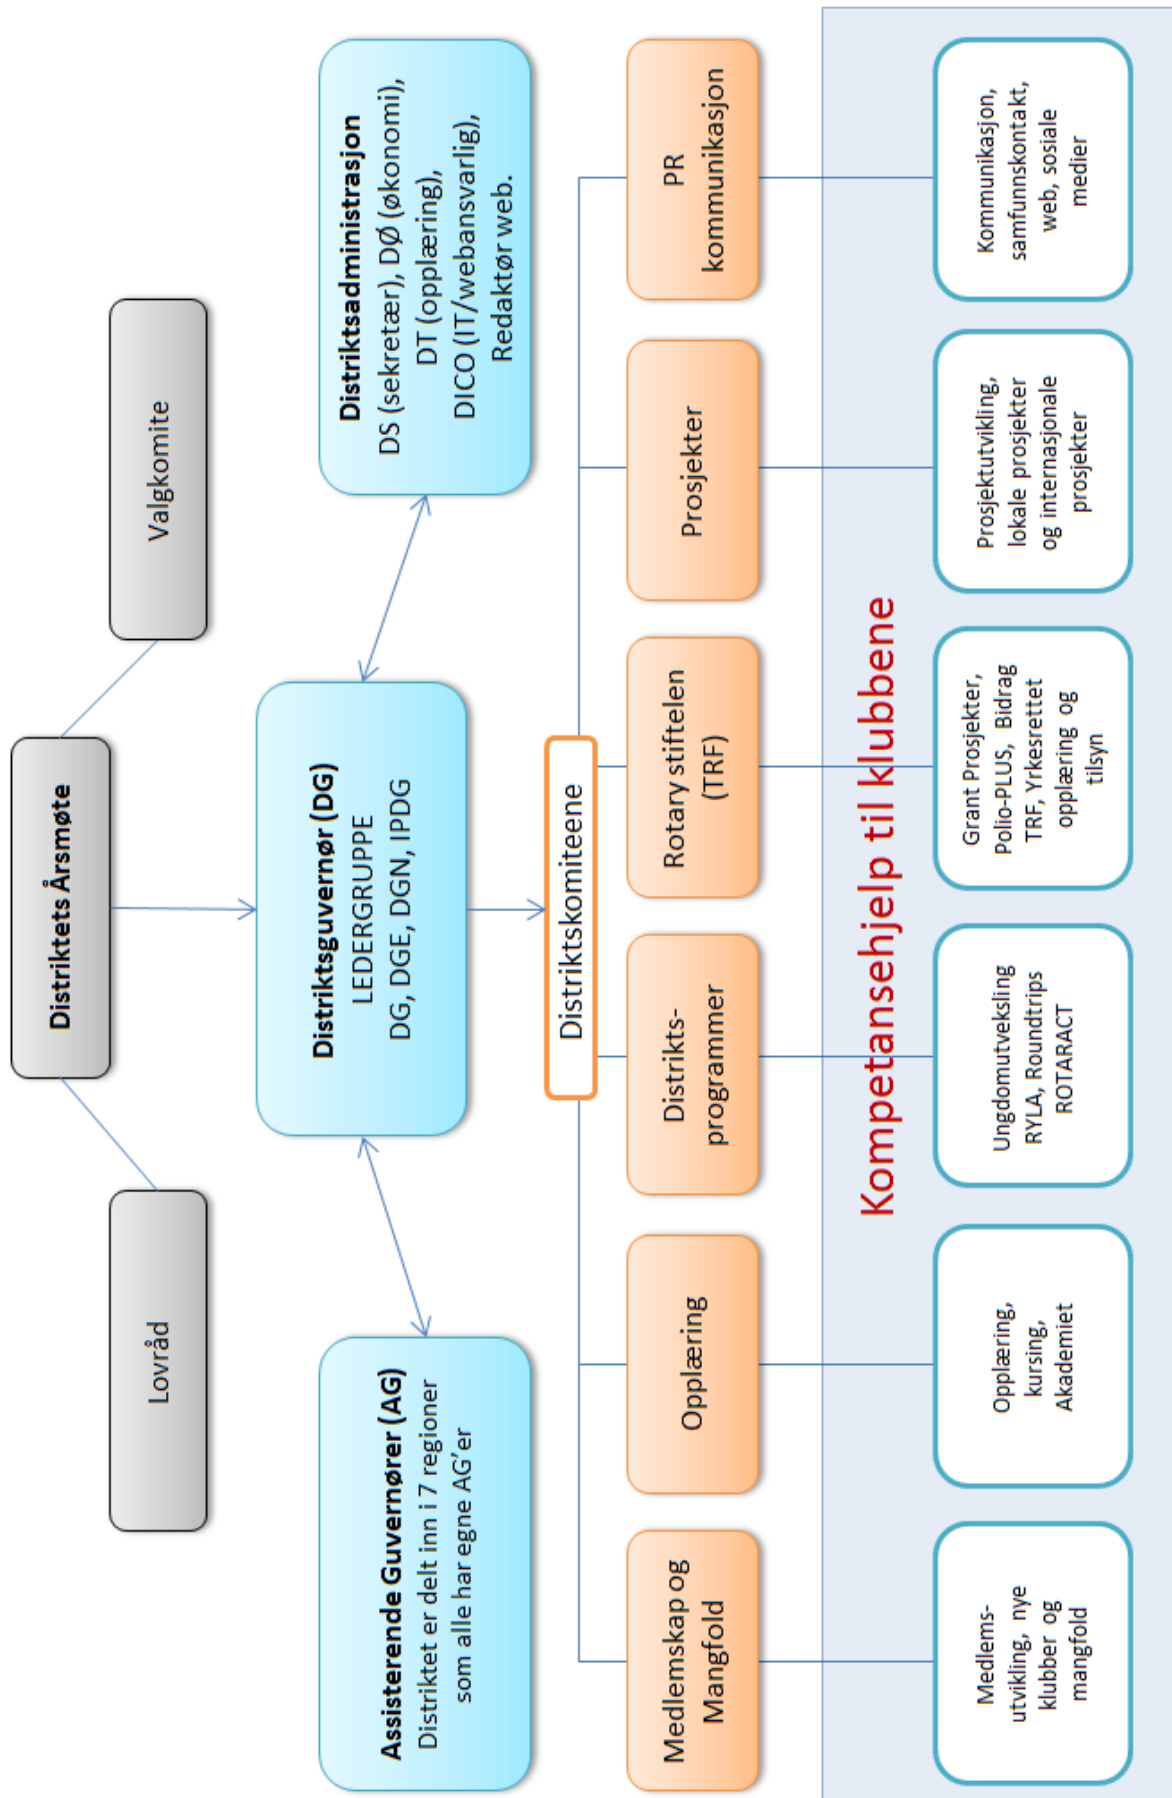 Lovråd
Distriktets Årsmøte
Valgkomite
Assisterende Guvernører (AG)
Distriktet er delt inn i 7 regioner
som alle har egne AG'er
Distriktsguvernør (DG)
LEDERGRUPPE
DG, DGE, DGN, IPDG
Distriktsadministrasjon
DS (sekretær), DØ (økonomi),
DT (opplæring),
DICO (IT/webansvarlig),
Redaktør web.
Distriktskomiteene
Medlemskap og
Mangfold
Opplæring
Distrikts-
programmer
Rotary stiftelen
(TRF)
Prosjekter
PR
kommunikasjon
Kompetansehjelp til klubbene
Medlems-
utvikling, nye
klubber og
mangfold
Opplæring,
kursing,
Akademiet
Ungdomutveksling
RYLA, Roundtrips
ROTARACT
Grant Prosjekter,
Polio-PLUS, Bidrag
TRF, Yrkesrettet
opplæring og
tilsyn
Prosjektutvikling,
lokale prosjekter
og internasjonale
prosjekter
Kommunikasjon,
samfunnskontakt,
web, sosiale
medier